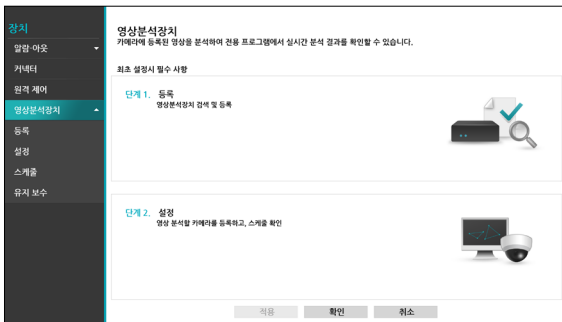 장치
알람·아웃
커넥터
원격 제어
영상분석장치
등록
설정
스케줄
유지 보수
영상분석장치
카메라에 등록된 영상을 분석하여 전용 프로그램에서 실시간 분석 결과를 확인할 수 있습니다.
최초 설정시 필수 사항
단계 1. 등록
영상분석장치 검색 및 등록
단계 2. 설정
영상 분석할 카메라를 등록하고, 스케줄 확인
적용 확인 취소